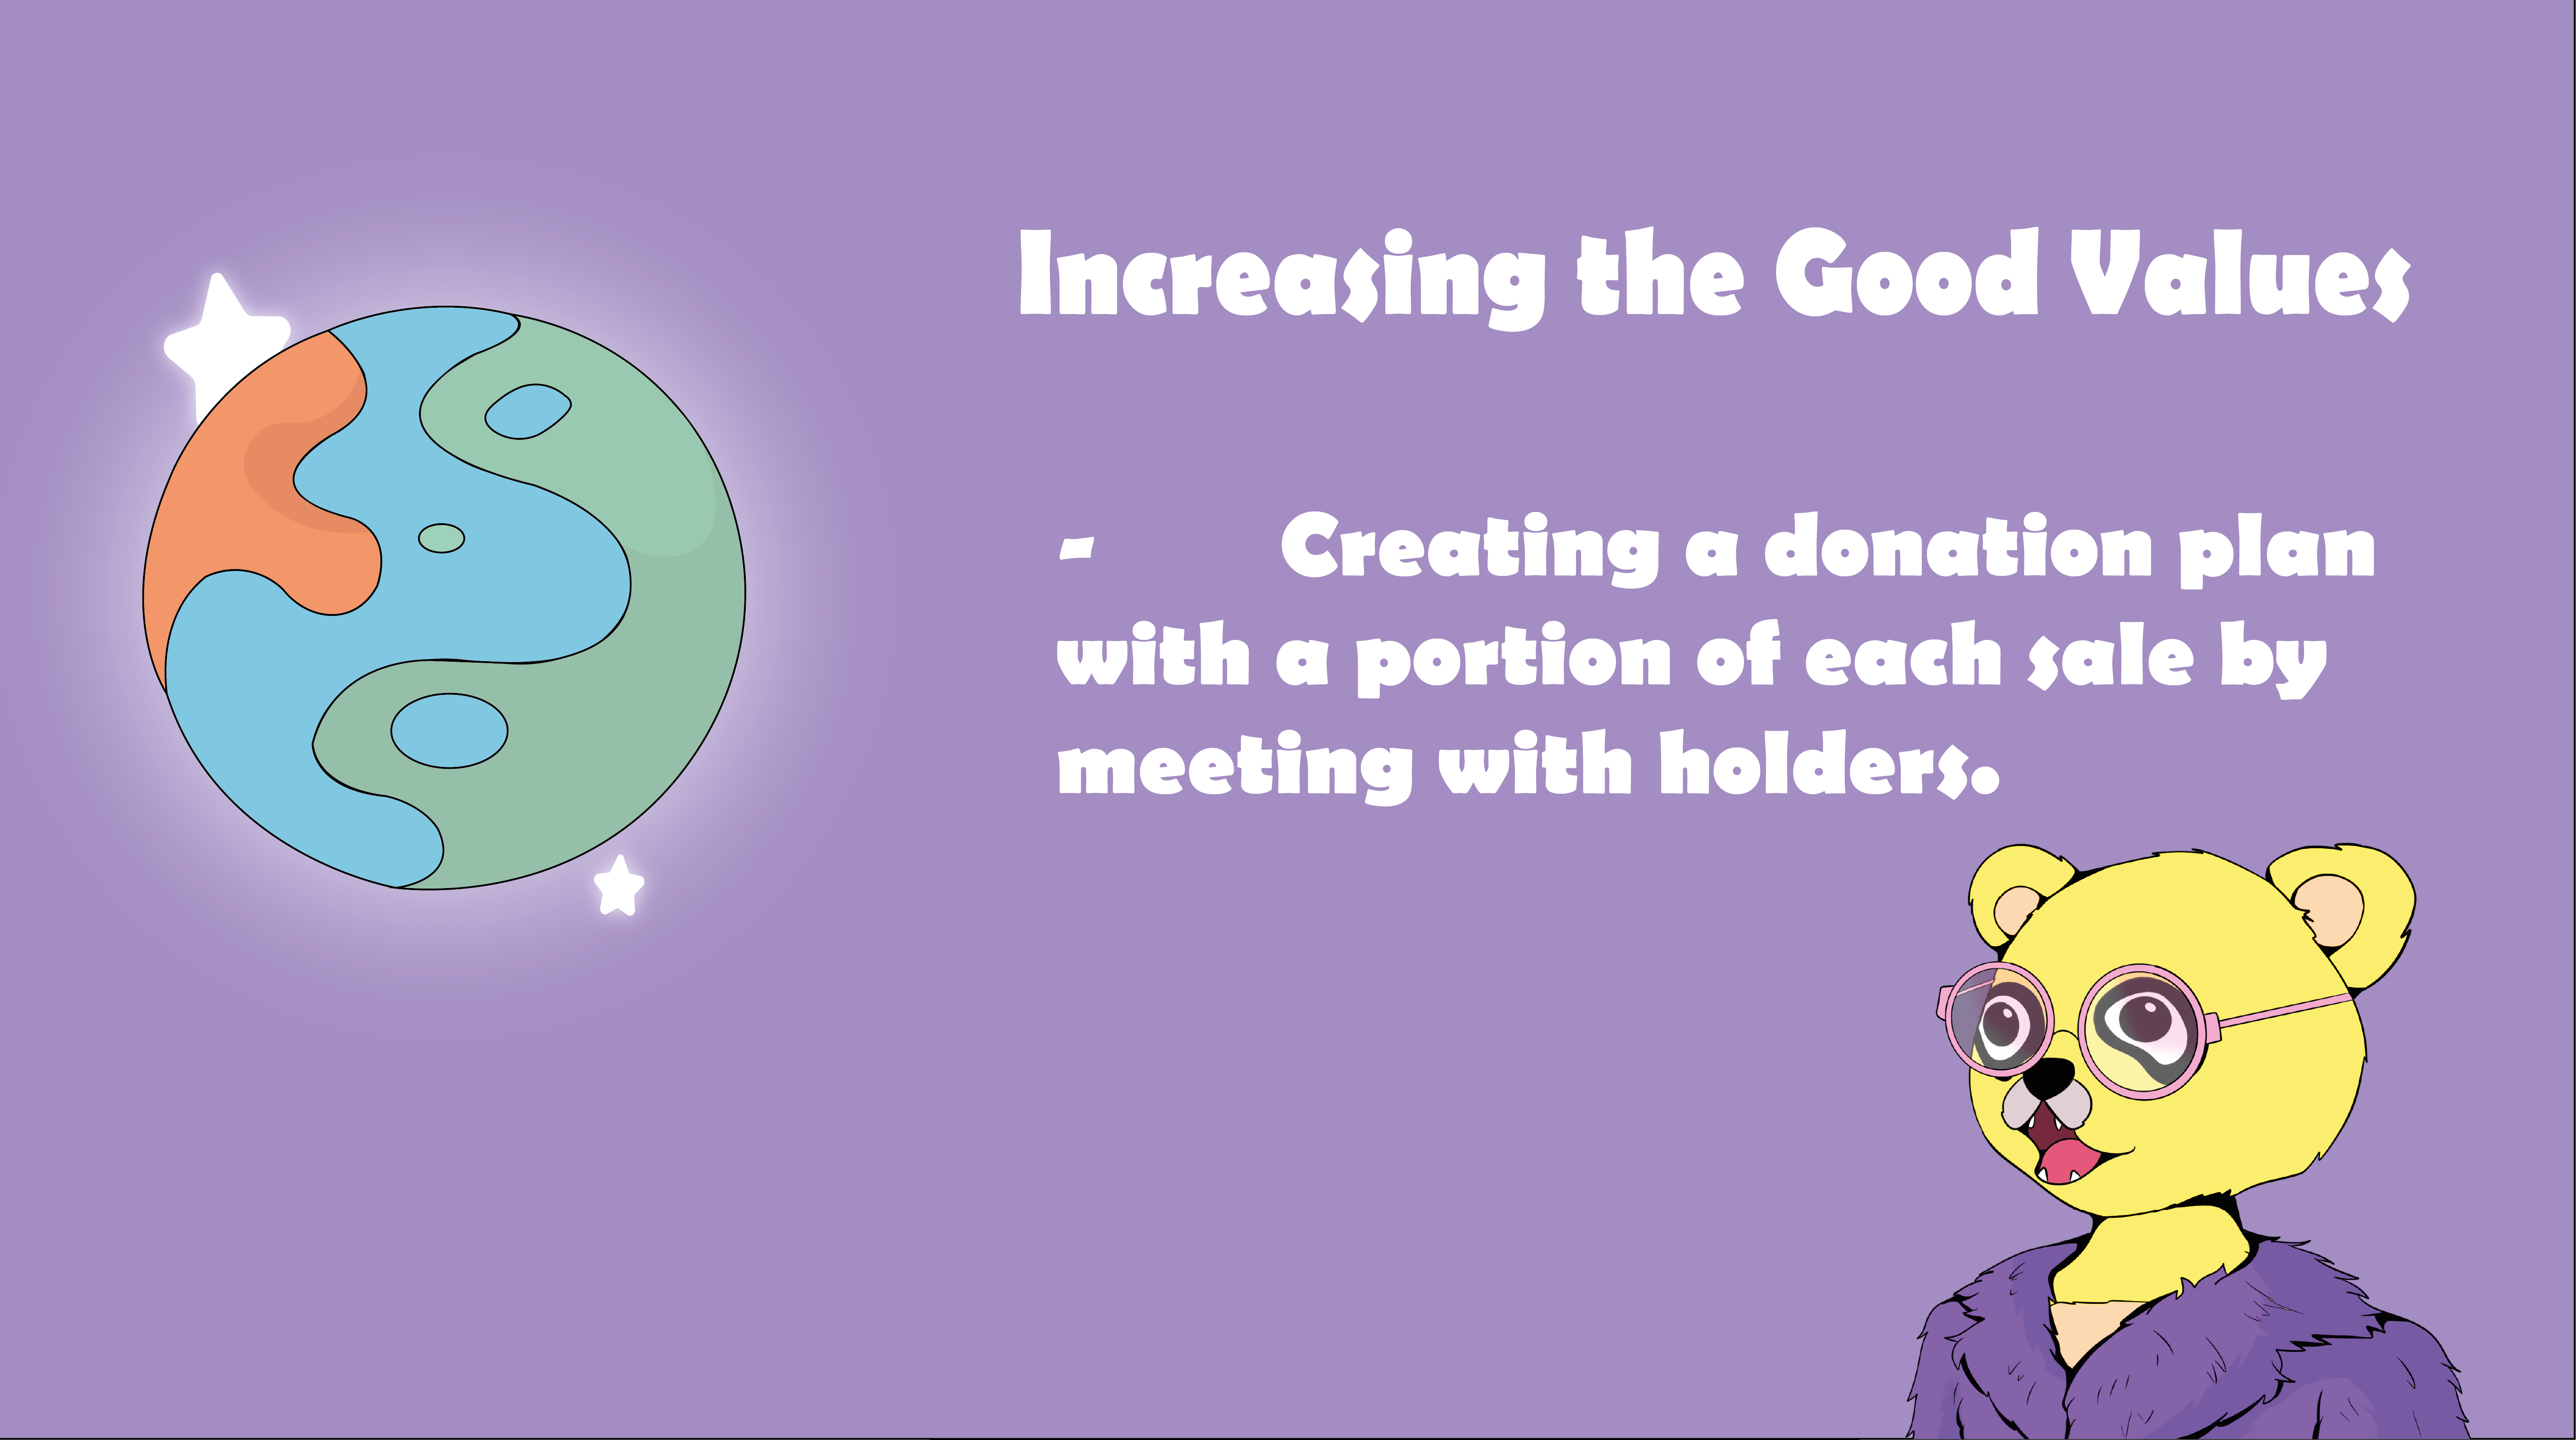 Increasing the Good Values
- Creating a donation plan
with a portion of each sale by
meeting with holders.